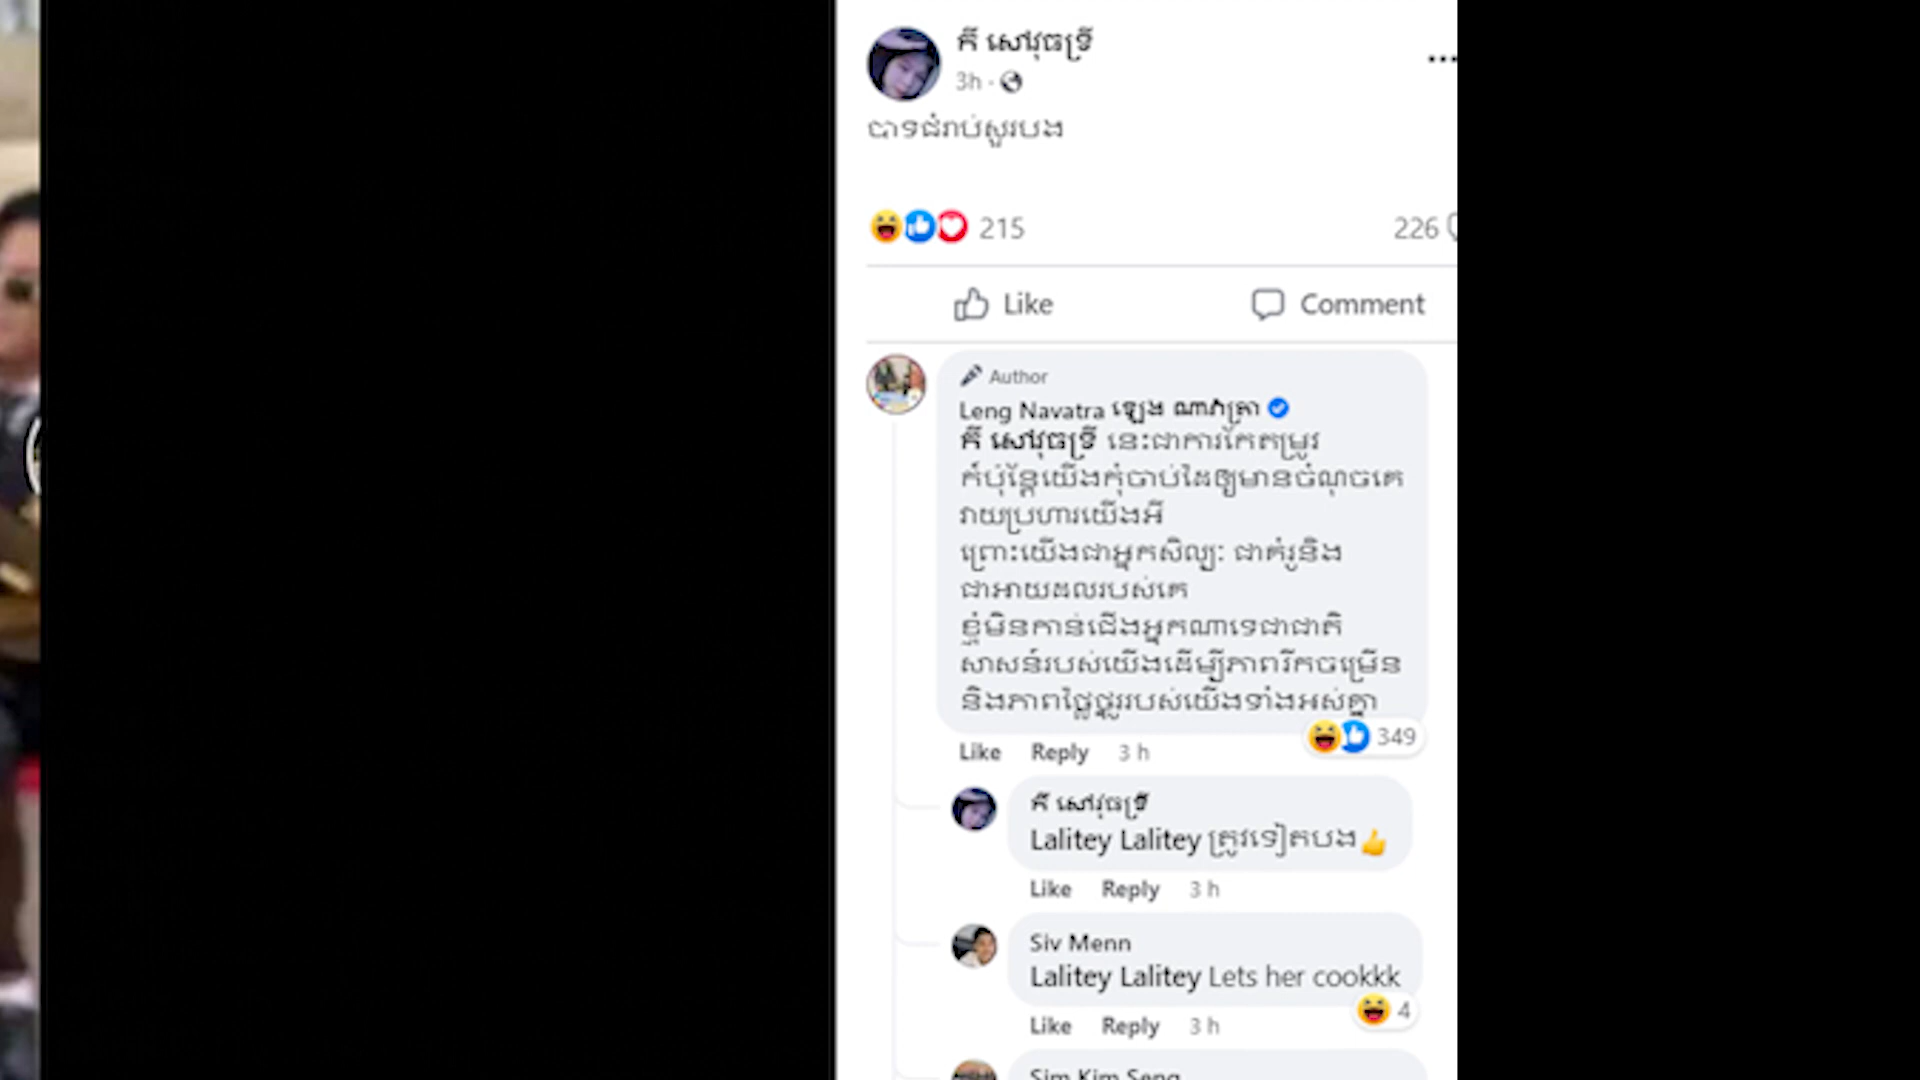 គី សៅវុធទ្រី
3h
បាទជំរាប់សួរបង
215
226
Like
Comment
Author
Leng Navatra ឡេង ណាវ៉ាត្រា
គី សៅវុធទ្រី នេះជាការកែតម្រូវ
ក៍ប៉ុន្តែយើងកុំចាប់ដៃឲ្យមានចំណុចគេ
វាយប្រហារយើងអី
ព្រោះយើងជាអ្នកសិល្បៈ ជាគំរូនិង
ជាអាយដលរបស់គេ
ខ្ញុំមិនកាន់ជើងអ្នកណាទេជាជាតិ
សាសន៍របស់យើងដើម្បីភាពរីកចម្រើន
និងភាពថ្លៃថ្នូររបស់យើងទាំងអស់គ្នា
349
Like Reply 3 h
គី សៅវុធទ្រី
Lalitey Lalitey ត្រូវទៀតបង
Like Reply 3 h
Siv Menn
Lalitey Lalitey Lets her cookkk
4
Like Reply 3 h
Sim Kim Seng